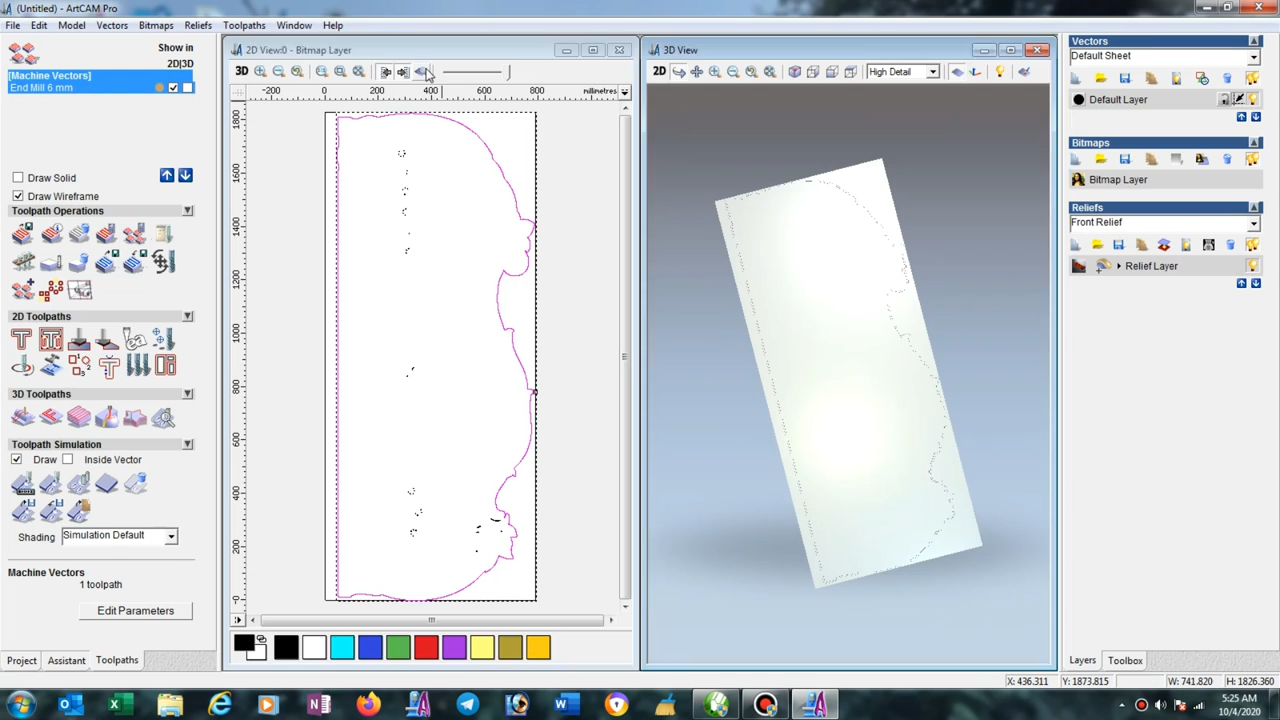 (Untitled) - ArtCAM Pro
File Edit Model Vectors Bitmaps Reliefs Toolpaths Window Help
Show in
2D|3D
[Machine Vectors]
End Mill 6 mm
Draw Solid
Draw Wireframe
Toolpath Operations
2D Toolpaths
3D Toolpaths
Toolpath Simulation
Draw Inside Vector
Shading Simulation Default
Machine Vectors
1 toolpath
Edit Parameters
Project Assistant Toolpaths
2D View:0 - Bitmap Layer
3D
-200 0 200 400 600 800 millimetres
1800
1600
1400
1200
1000
800
600
400
200
-0
3D View
2D High Detail
Vectors
Default Sheet
Default Layer
Bitmaps
Bitmap Layer
Reliefs
Front Relief
Relief Layer
Layers Toolbox
X: 436.311 Y: 1873.815 W: 741.820 H: 1826.360
5:25 AM
10/4/2020